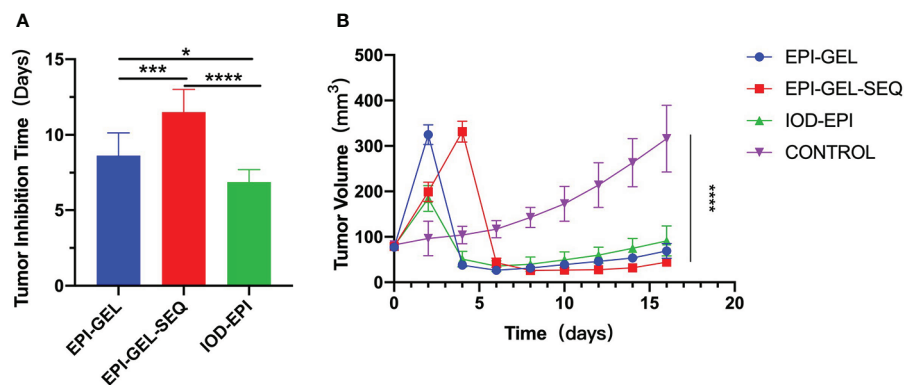 A
Tumor Inhibition Time (Days)
15
10
5
0
*
***
****
EPI-GEL
EPI-GEL-SEQ
IOD-EPI
B
Tumor Volume (mm³)
500
400
300
200
100
0
0
5
10
15
20
Time (days)
****
EPI-GEL
EPI-GEL-SEQ
IOD-EPI
CONTROL